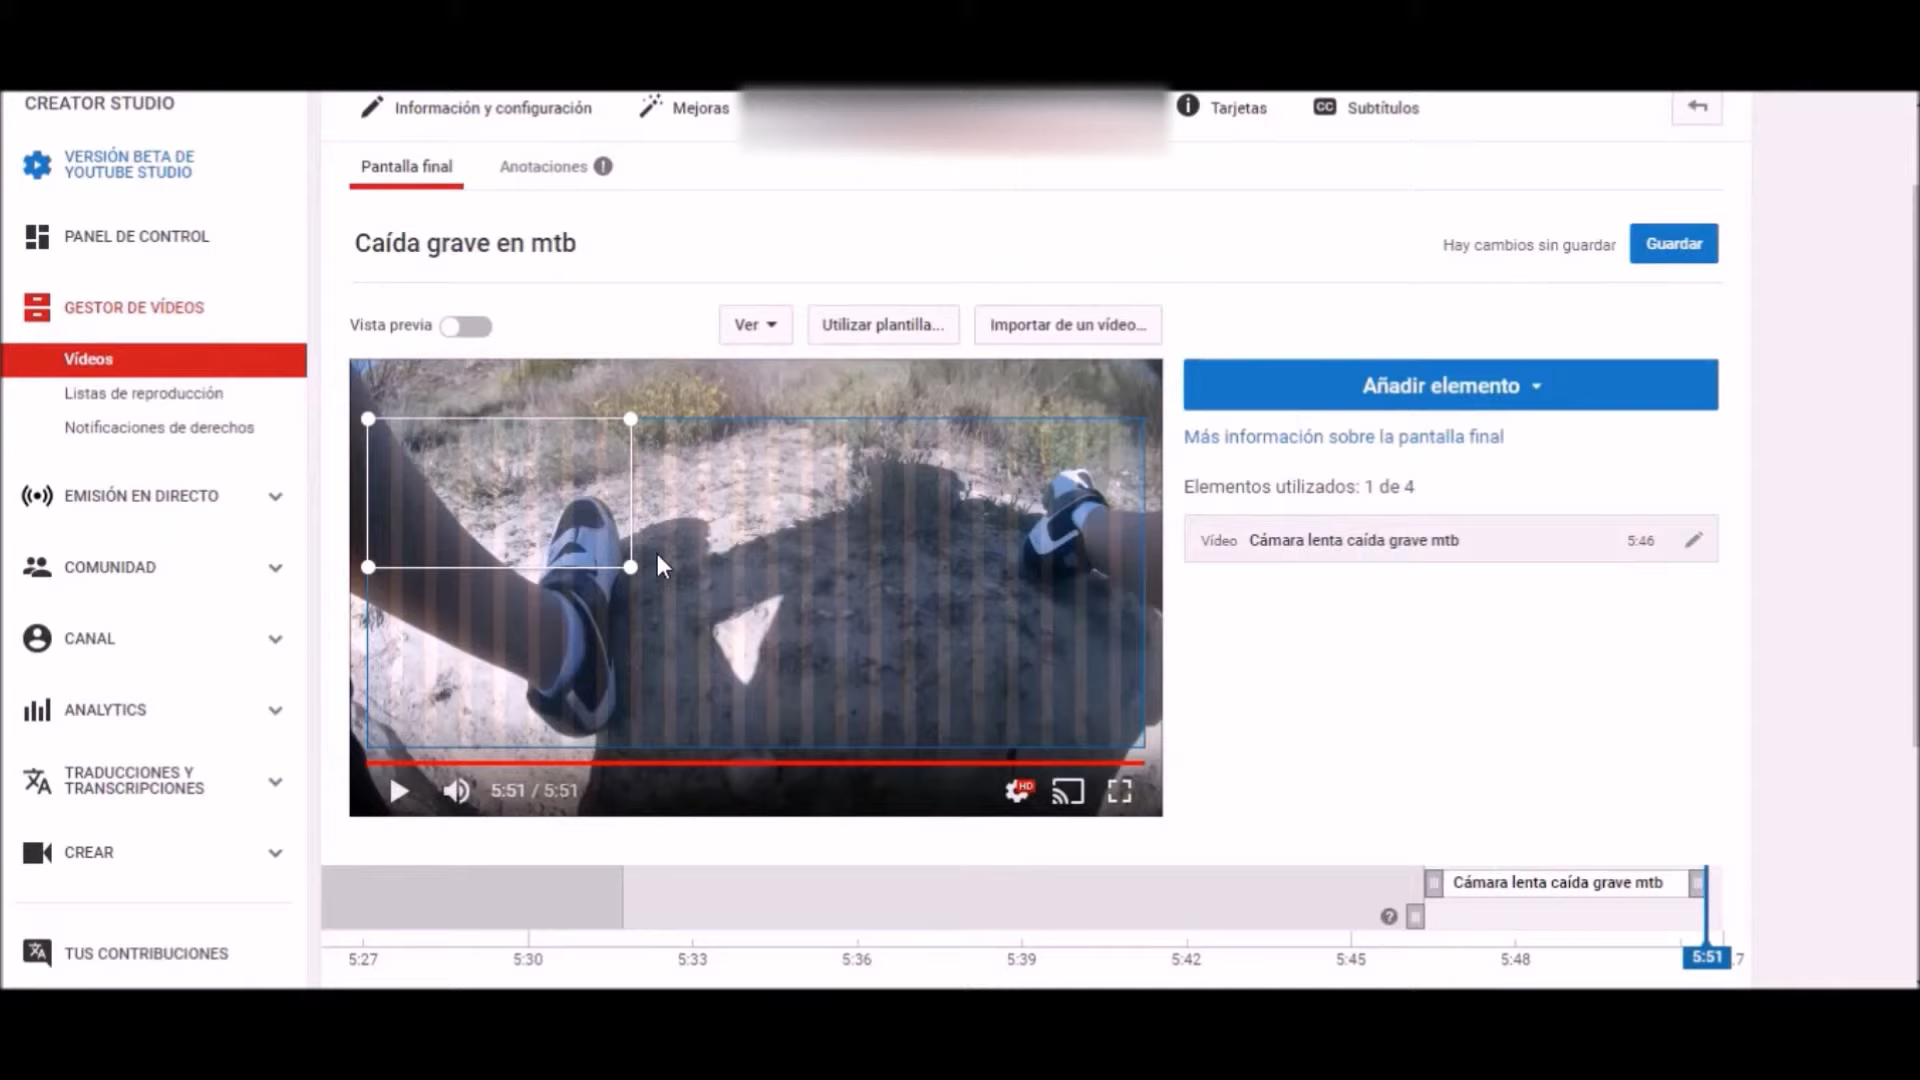 CREATOR STUDIO
Información y configuración
Mejoras
Tarjetas
CC
Subtítulos
VERSIÓN BETA DE
YOUTUBE STUDIO
Pantalla final
Anotaciones
PANEL DE CONTROL
Caída grave en mtb
Hay cambios sin guardar
Guardar
GESTOR DE VÍDEOS
Vista previa
Ver
Utilizar plantilla...
Importar de un vídeo...
Vídeos
Listas de reproducción
Notificaciones de derechos
Añadir elemento
Más información sobre la pantalla final
Elementos utilizados: 1 de 4
Vídeo Cámara lenta caída grave mtb 5:46
EMISIÓN EN DIRECTO
COMUNIDAD
CANAL
ANALYTICS
TRADUCCIONES Y
TRANSCRIPCIONES
CREAR
TUS CONTRIBUCIONES
5:51 / 5:51
HD
Cámara lenta caída grave mtb
5:27 5:30 5:33 5:36 5:39 5:42 5:45 5:48 5:51 .7